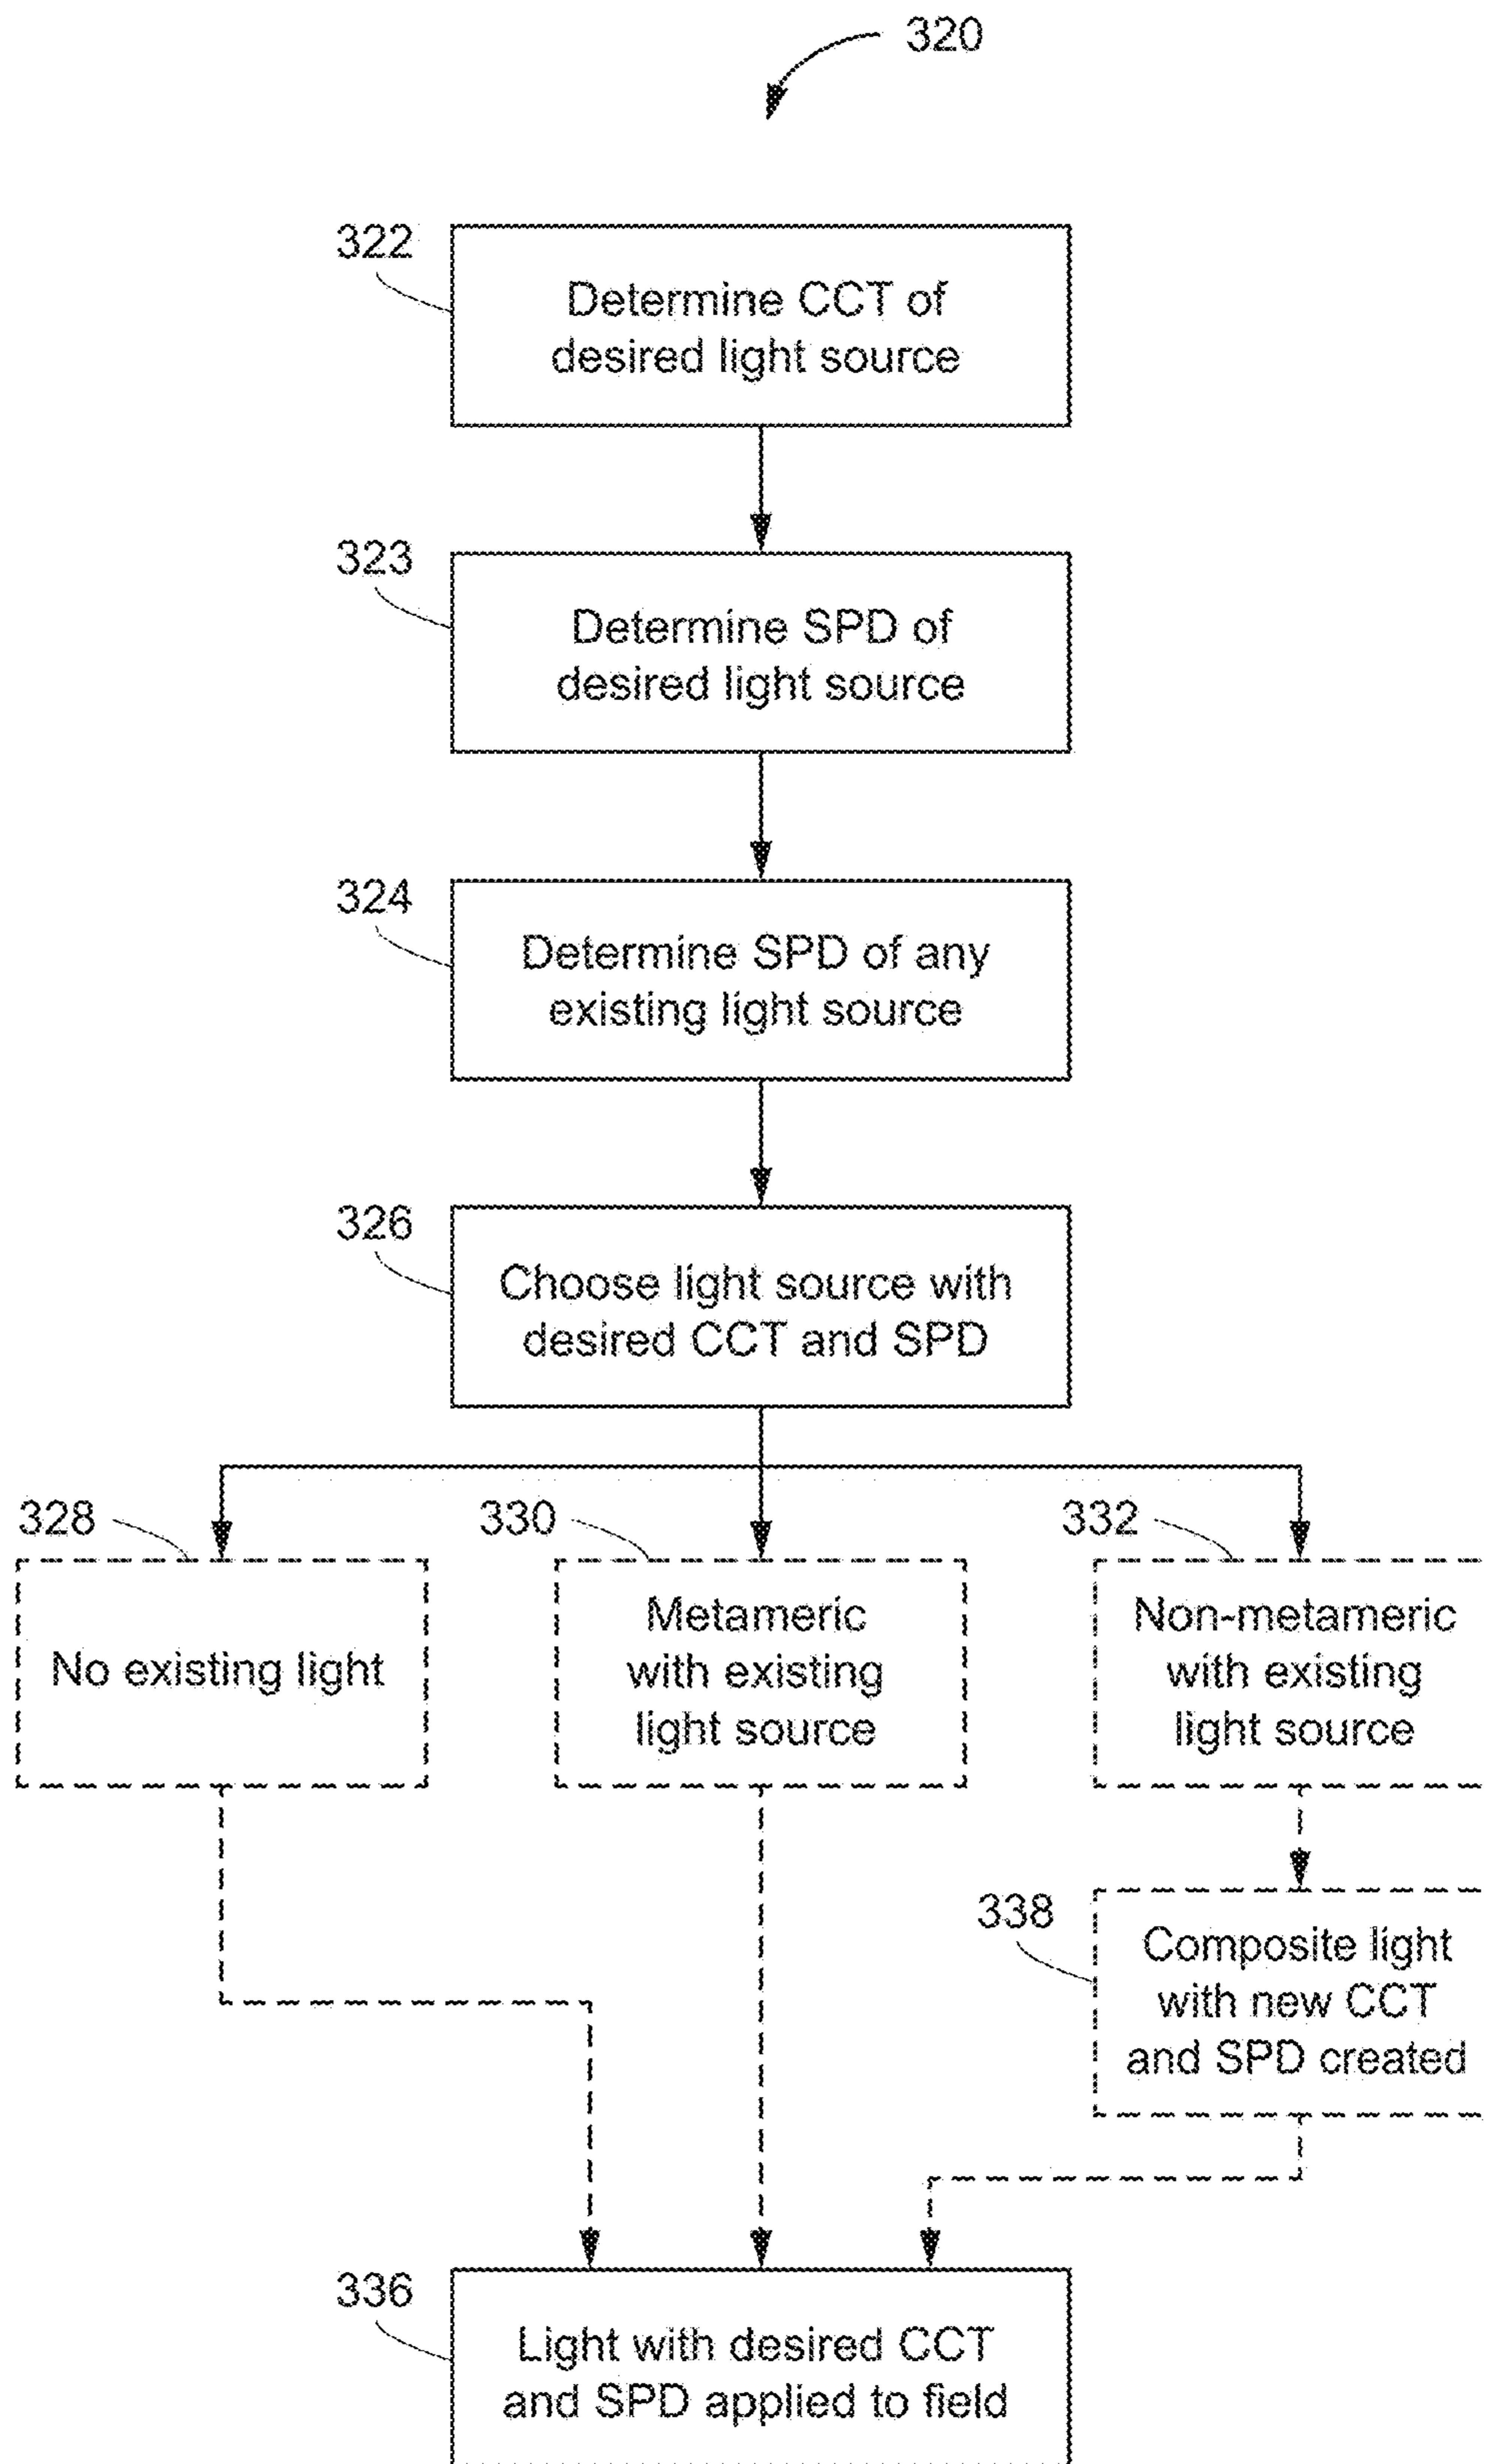 320
322
Determine CCT of
desired light source
323
Determine SPD of
desired light source
324
Determine SPD of any
existing light source
326
Choose light source with
desired CCT and SPD
328
No existing light
330
Metameric
with existing
light source
332
Non-metameric
with existing
light source
338
Composite light
with new CCT
and SPD created
336
Light with desired CCT
and SPD applied to field